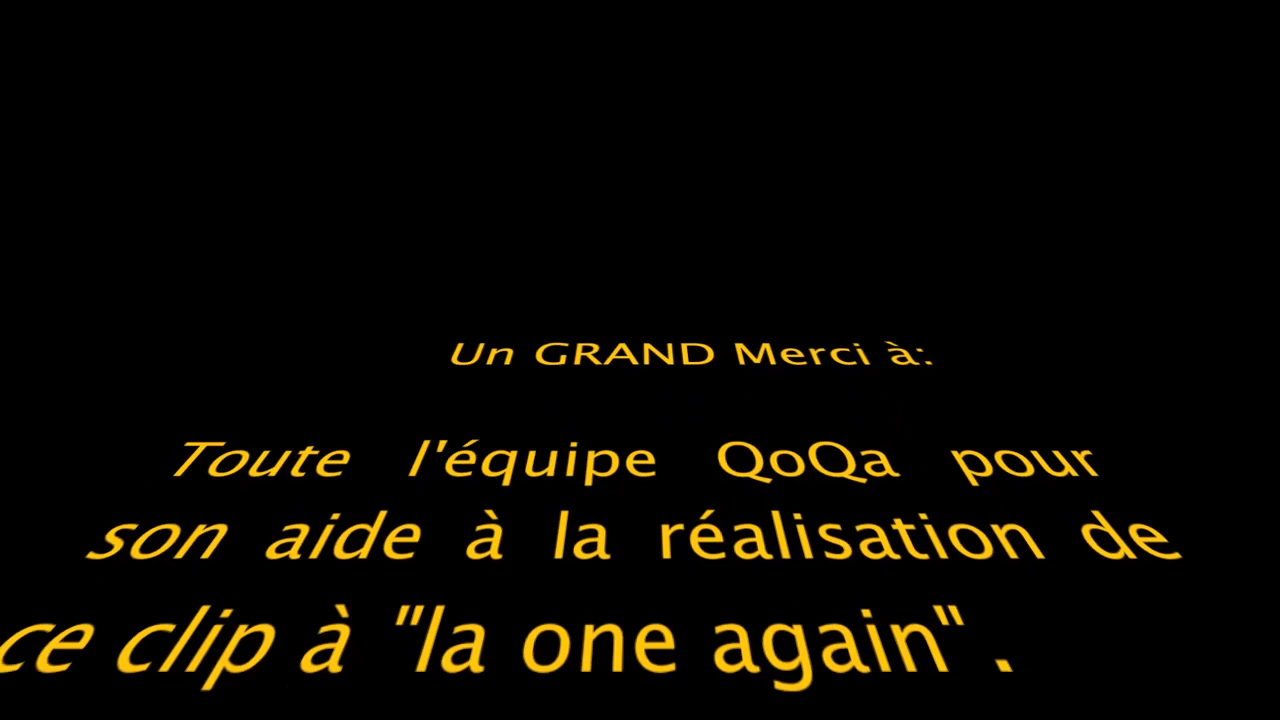 Un GRAND Merci à:
Toute l'équipe QoQa pour
son aide à la réalisation de
ce clip à "la one again" .